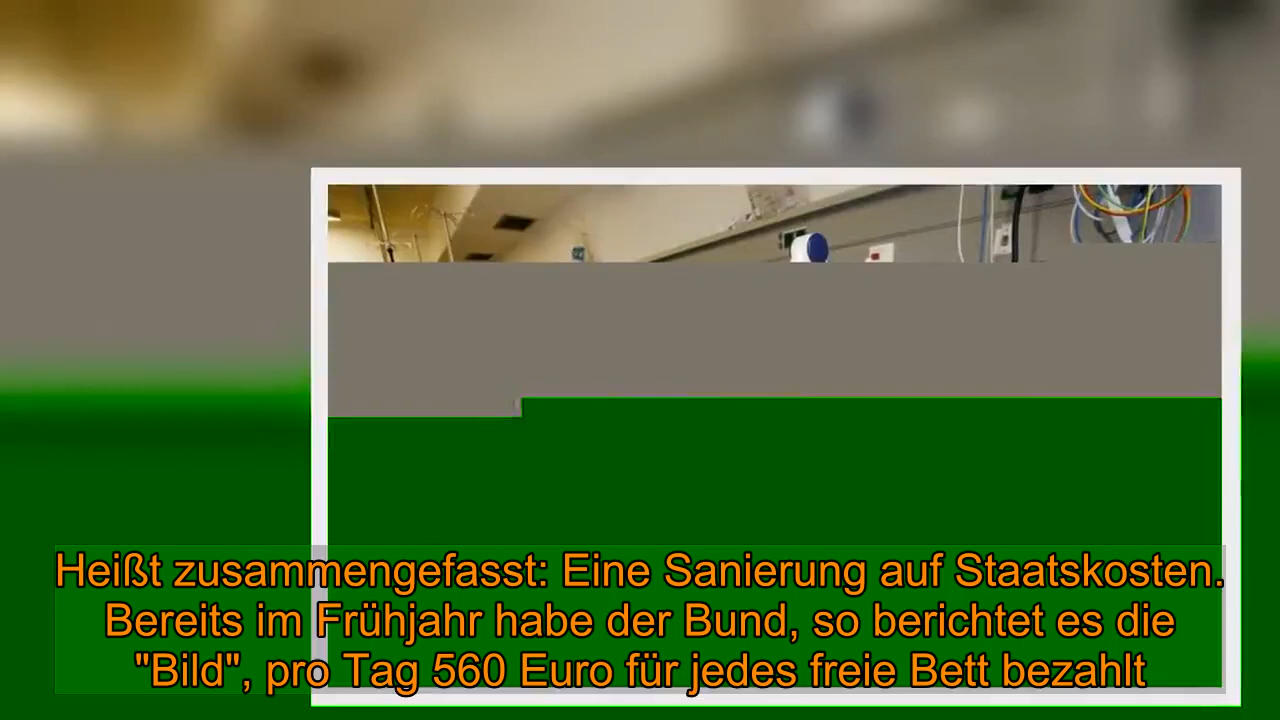 Heißt zusammengefasst: Eine Sanierung auf Staatskosten.
Bereits im Frühjahr habe der Bund, so berichtet es die
"Bild", pro Tag 560 Euro für jedes freie Bett bezahlt